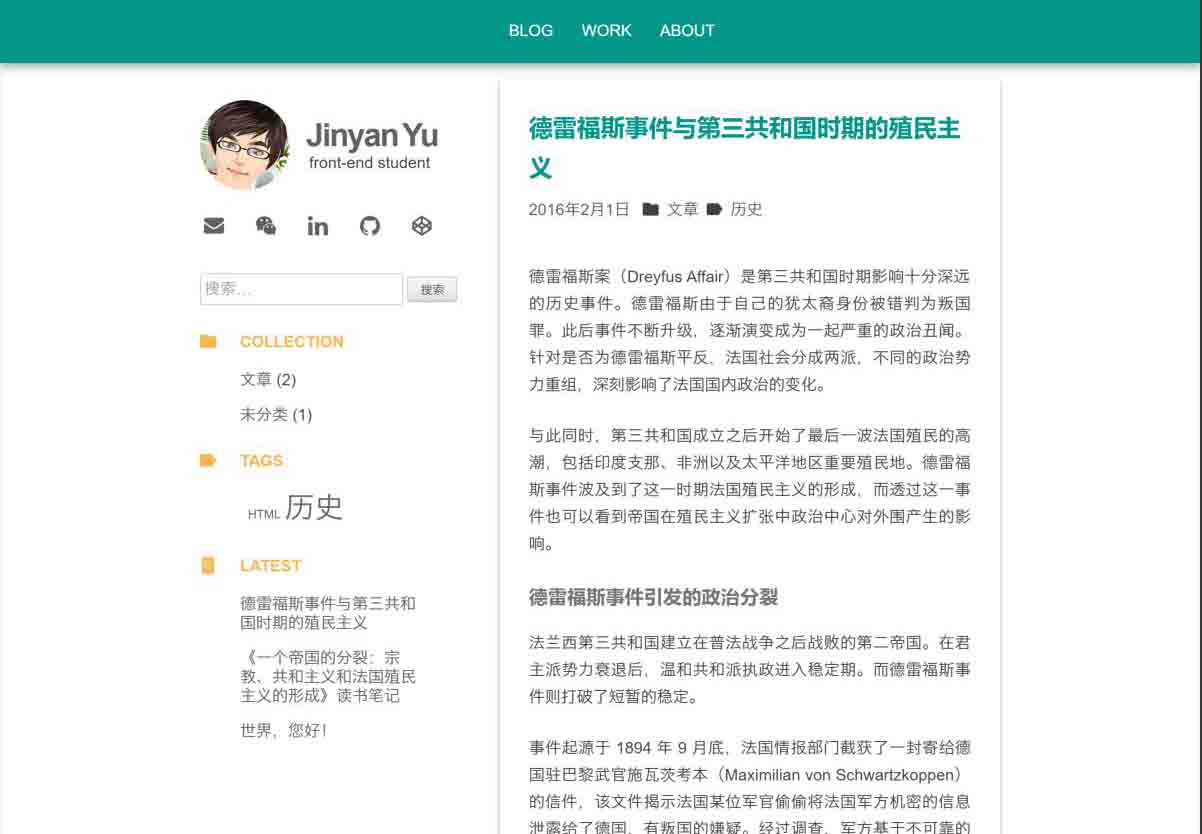 BLOG WORK ABOUT
Jinyan Yu
front-end student
搜索...
搜索
COLLECTION
文章 (2)
未分类 (1)
TAGS
HTML 历史
LATEST
德雷福斯事件与第三共和
国时期的殖民主义
《一个帝国的分裂：宗
教、共和主义和法国殖民
主义的形成》读书笔记
世界，您好！
德雷福斯事件与第三共和国时期的殖民主
义
2016年2月1日 文章 历史
德雷福斯案（Dreyfus Affair）是第三共和国时期影响十分深远
的历史事件。德雷福斯由于自己的犹太裔身份被错判为叛国
罪。此后事件不断升级，逐渐演变成为一起严重的政治丑闻。
针对是否为德雷福斯平反，法国社会分成两派，不同的政治势
力重组，深刻影响了法国国内政治的变化。
与此同时，第三共和国成立之后开始了最后一波法国殖民的高
潮，包括印度支那、非洲以及太平洋地区重要殖民地。德雷福
斯事件波及到了这一时期法国殖民主义的形成，而透过这一事
件也可以看到帝国在殖民主义扩张中政治中心对外围产生的影
响。
德雷福斯事件引发的政治分裂
法兰西第三共和国建立在普法战争之后战败的第二帝国。在君
主派势力衰退后，温和共和派执政进入稳定期。而德雷福斯事
件则打破了短暂的稳定。
事件起源于 1894 年 9 月底，法国情报部门截获了一封寄给德
国驻巴黎武官施瓦茨考本（Maximilian von Schwartzkoppen）
的信件，该文件揭示法国某位军官偷偷将法国军方机密的信息
泄露给了德国，有叛国的嫌疑。经过调查，军方基于不可靠的